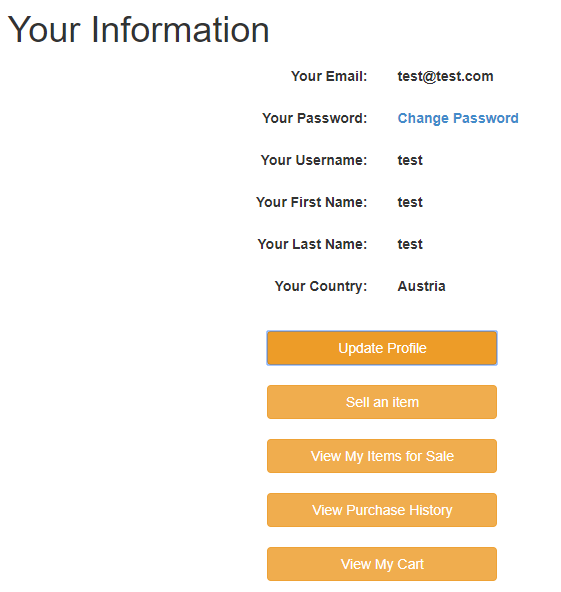 Your Information
Your Email: test@test.com
Your Password: Change Password
Your Username: test
Your First Name: test
Your Last Name: test
Your Country: Austria
Update Profile
Sell an item
View My Items for Sale
View Purchase History
View My Cart